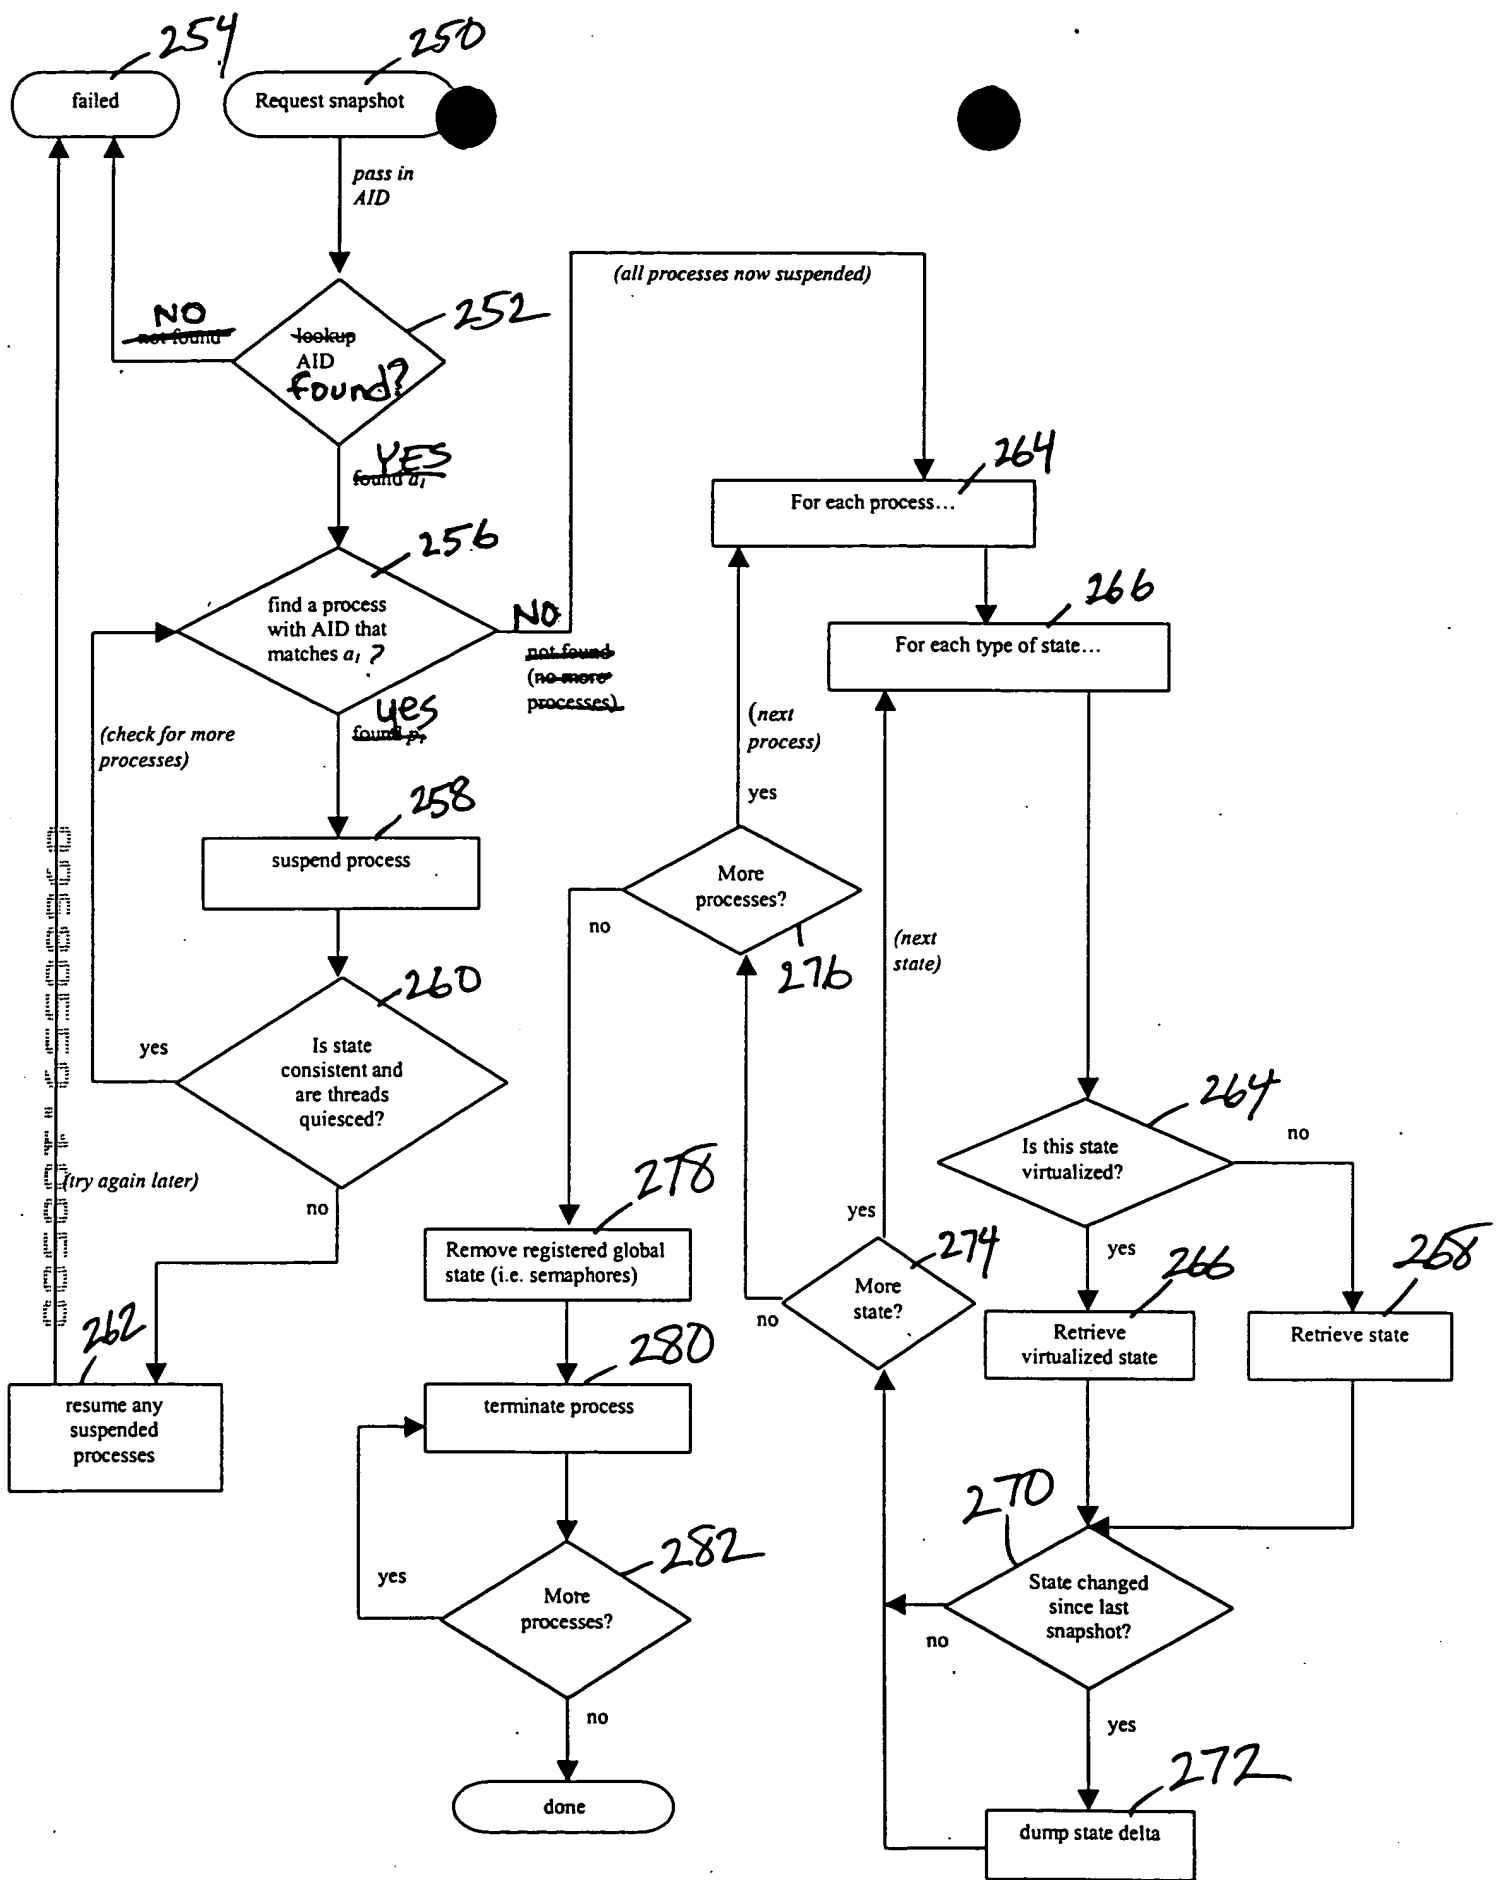 254
250
failed
Request snapshot
pass in
AID
(all processes now suspended)
NO
not found
252
lookup
AID
found?
YES
found a₁
264
For each process...
256
find a process
with AID that
matches a₁ ?
NO
not found
(no more
processes)
266
For each type of state...
yes
found p₁
(check for more
processes)
(next
process)
yes
258
suspend process
More
processes?
no
276
(next
state)
260
Is state
consistent and
are threads
quiesced?
yes
no
(try again later)
264
Is this state
virtualized?
no
yes
278
Remove registered global
state (i.e. semaphores)
yes
274
More
state?
no
266
Retrieve
virtualized state
268
Retrieve state
262
resume any
suspended
processes
280
terminate process
270
State changed
since last
snapshot?
no
yes
282
More
processes?
yes
no
done
272
dump state delta